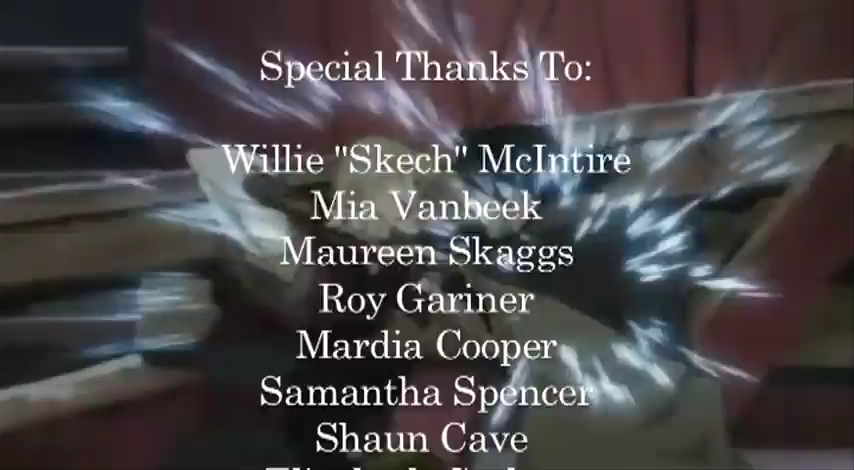 Special Thanks To:
Willie "Skech" McIntire
Mia Vanbeek
Maureen Skaggs
Roy Gariner
Mardia Cooper
Samantha Spencer
Shaun Cave